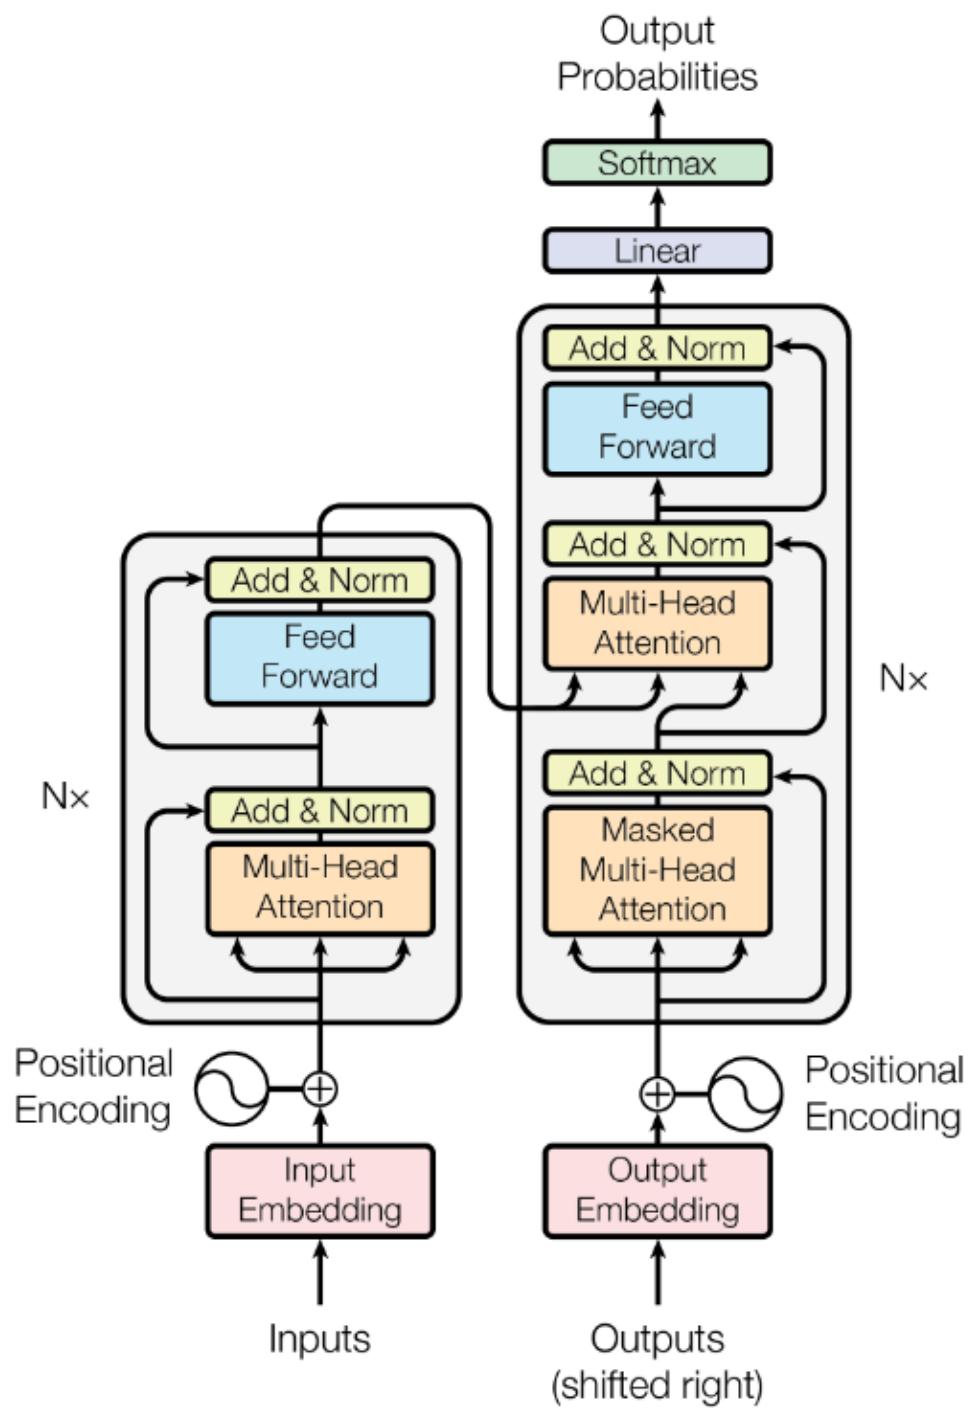 Output
Probabilities
Softmax
Linear
Add & Norm
Feed
Forward
Add & Norm
Multi-Head
Attention
Add & Norm
Masked
Multi-Head
Attention
N×
Positional
Encoding
Output
Embedding
Outputs
(shifted right)
Add & Norm
Feed
Forward
Add & Norm
Multi-Head
Attention
N×
Positional
Encoding
Input
Embedding
Inputs